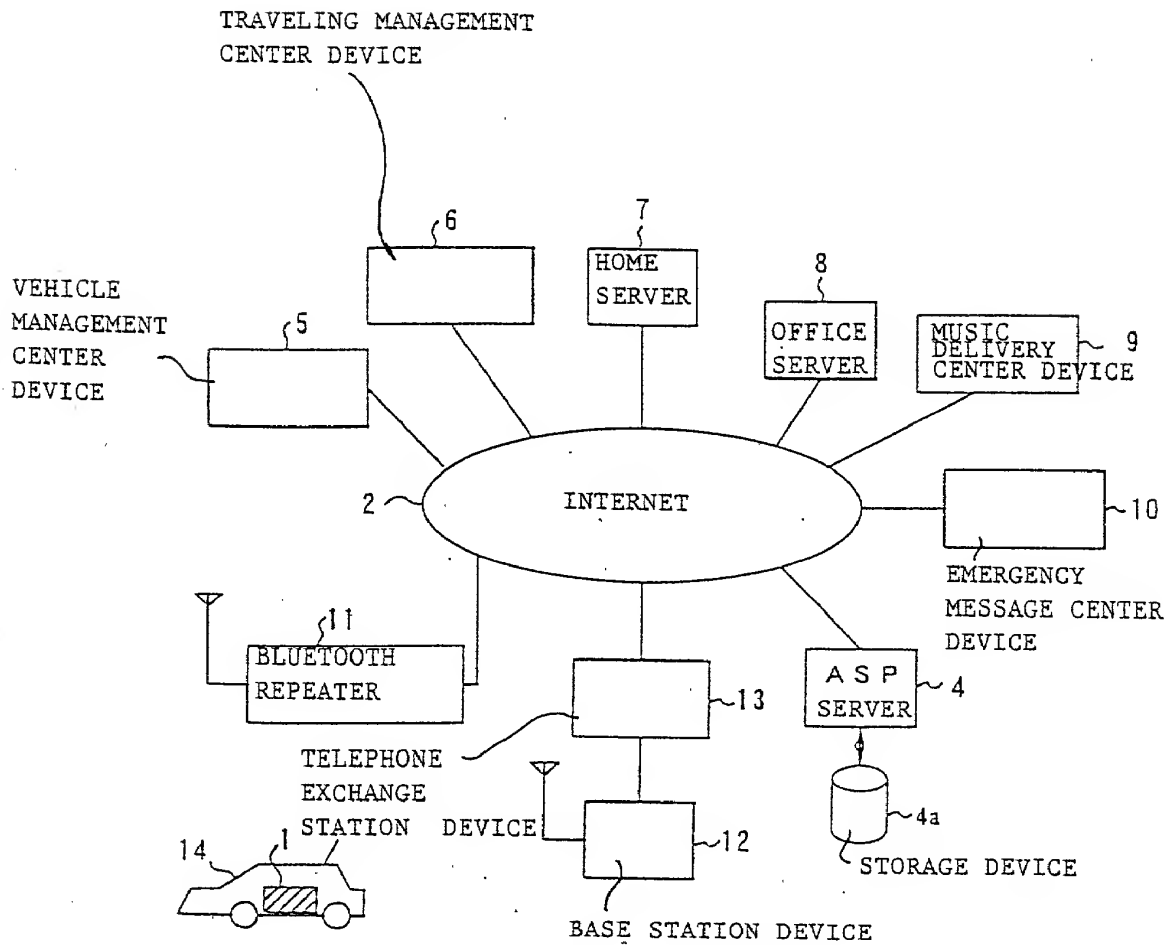 TRAVELING MANAGEMENT
CENTER DEVICE
6
7
HOME
SERVER
8
OFFICE
SERVER
MUSIC
DELIVERY
CENTER DEVICE
9
VEHICLE
MANAGEMENT
CENTER
DEVICE
5
2
INTERNET
10
EMERGENCY
MESSAGE CENTER
DEVICE
11
BLUETOOTH
REPEATER
13
ASP
SERVER
4
TELEPHONE
EXCHANGE
STATION DEVICE
12
4a
STORAGE DEVICE
14
1
BASE STATION DEVICE